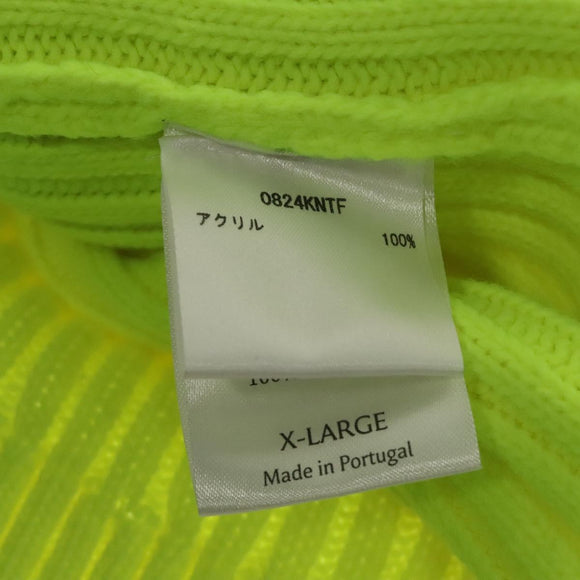 0824KNTF
アクリル 100%
X-LARGE
Made in Portugal